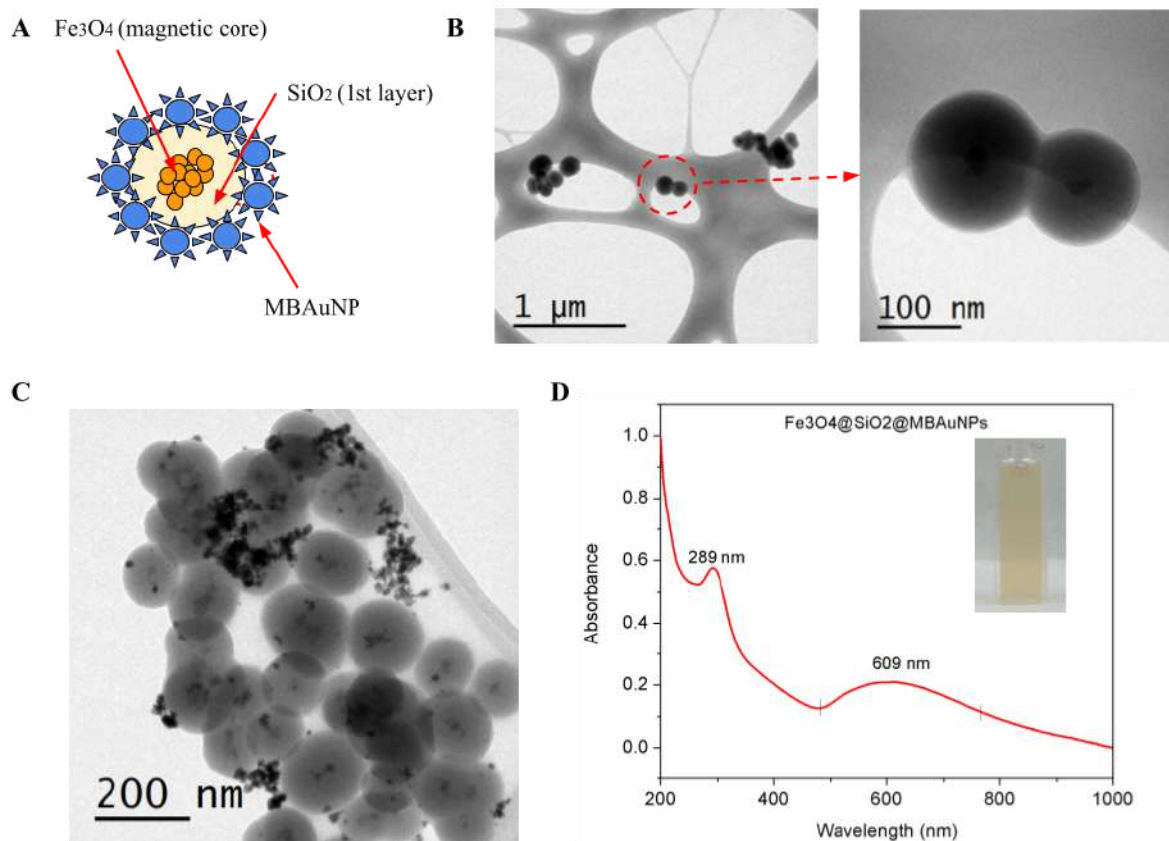 A
Fe3O4 (magnetic core)
SiO2 (1st layer)
MBAuNP
B
1 μm
100 nm
C
200 nm
D
Fe3O4@SiO2@MBAuNPs
289 nm
609 nm
Absorbance
1.0
0.8
0.6
0.4
0.2
0.0
200
400
600
800
1000
Wavelength (nm)